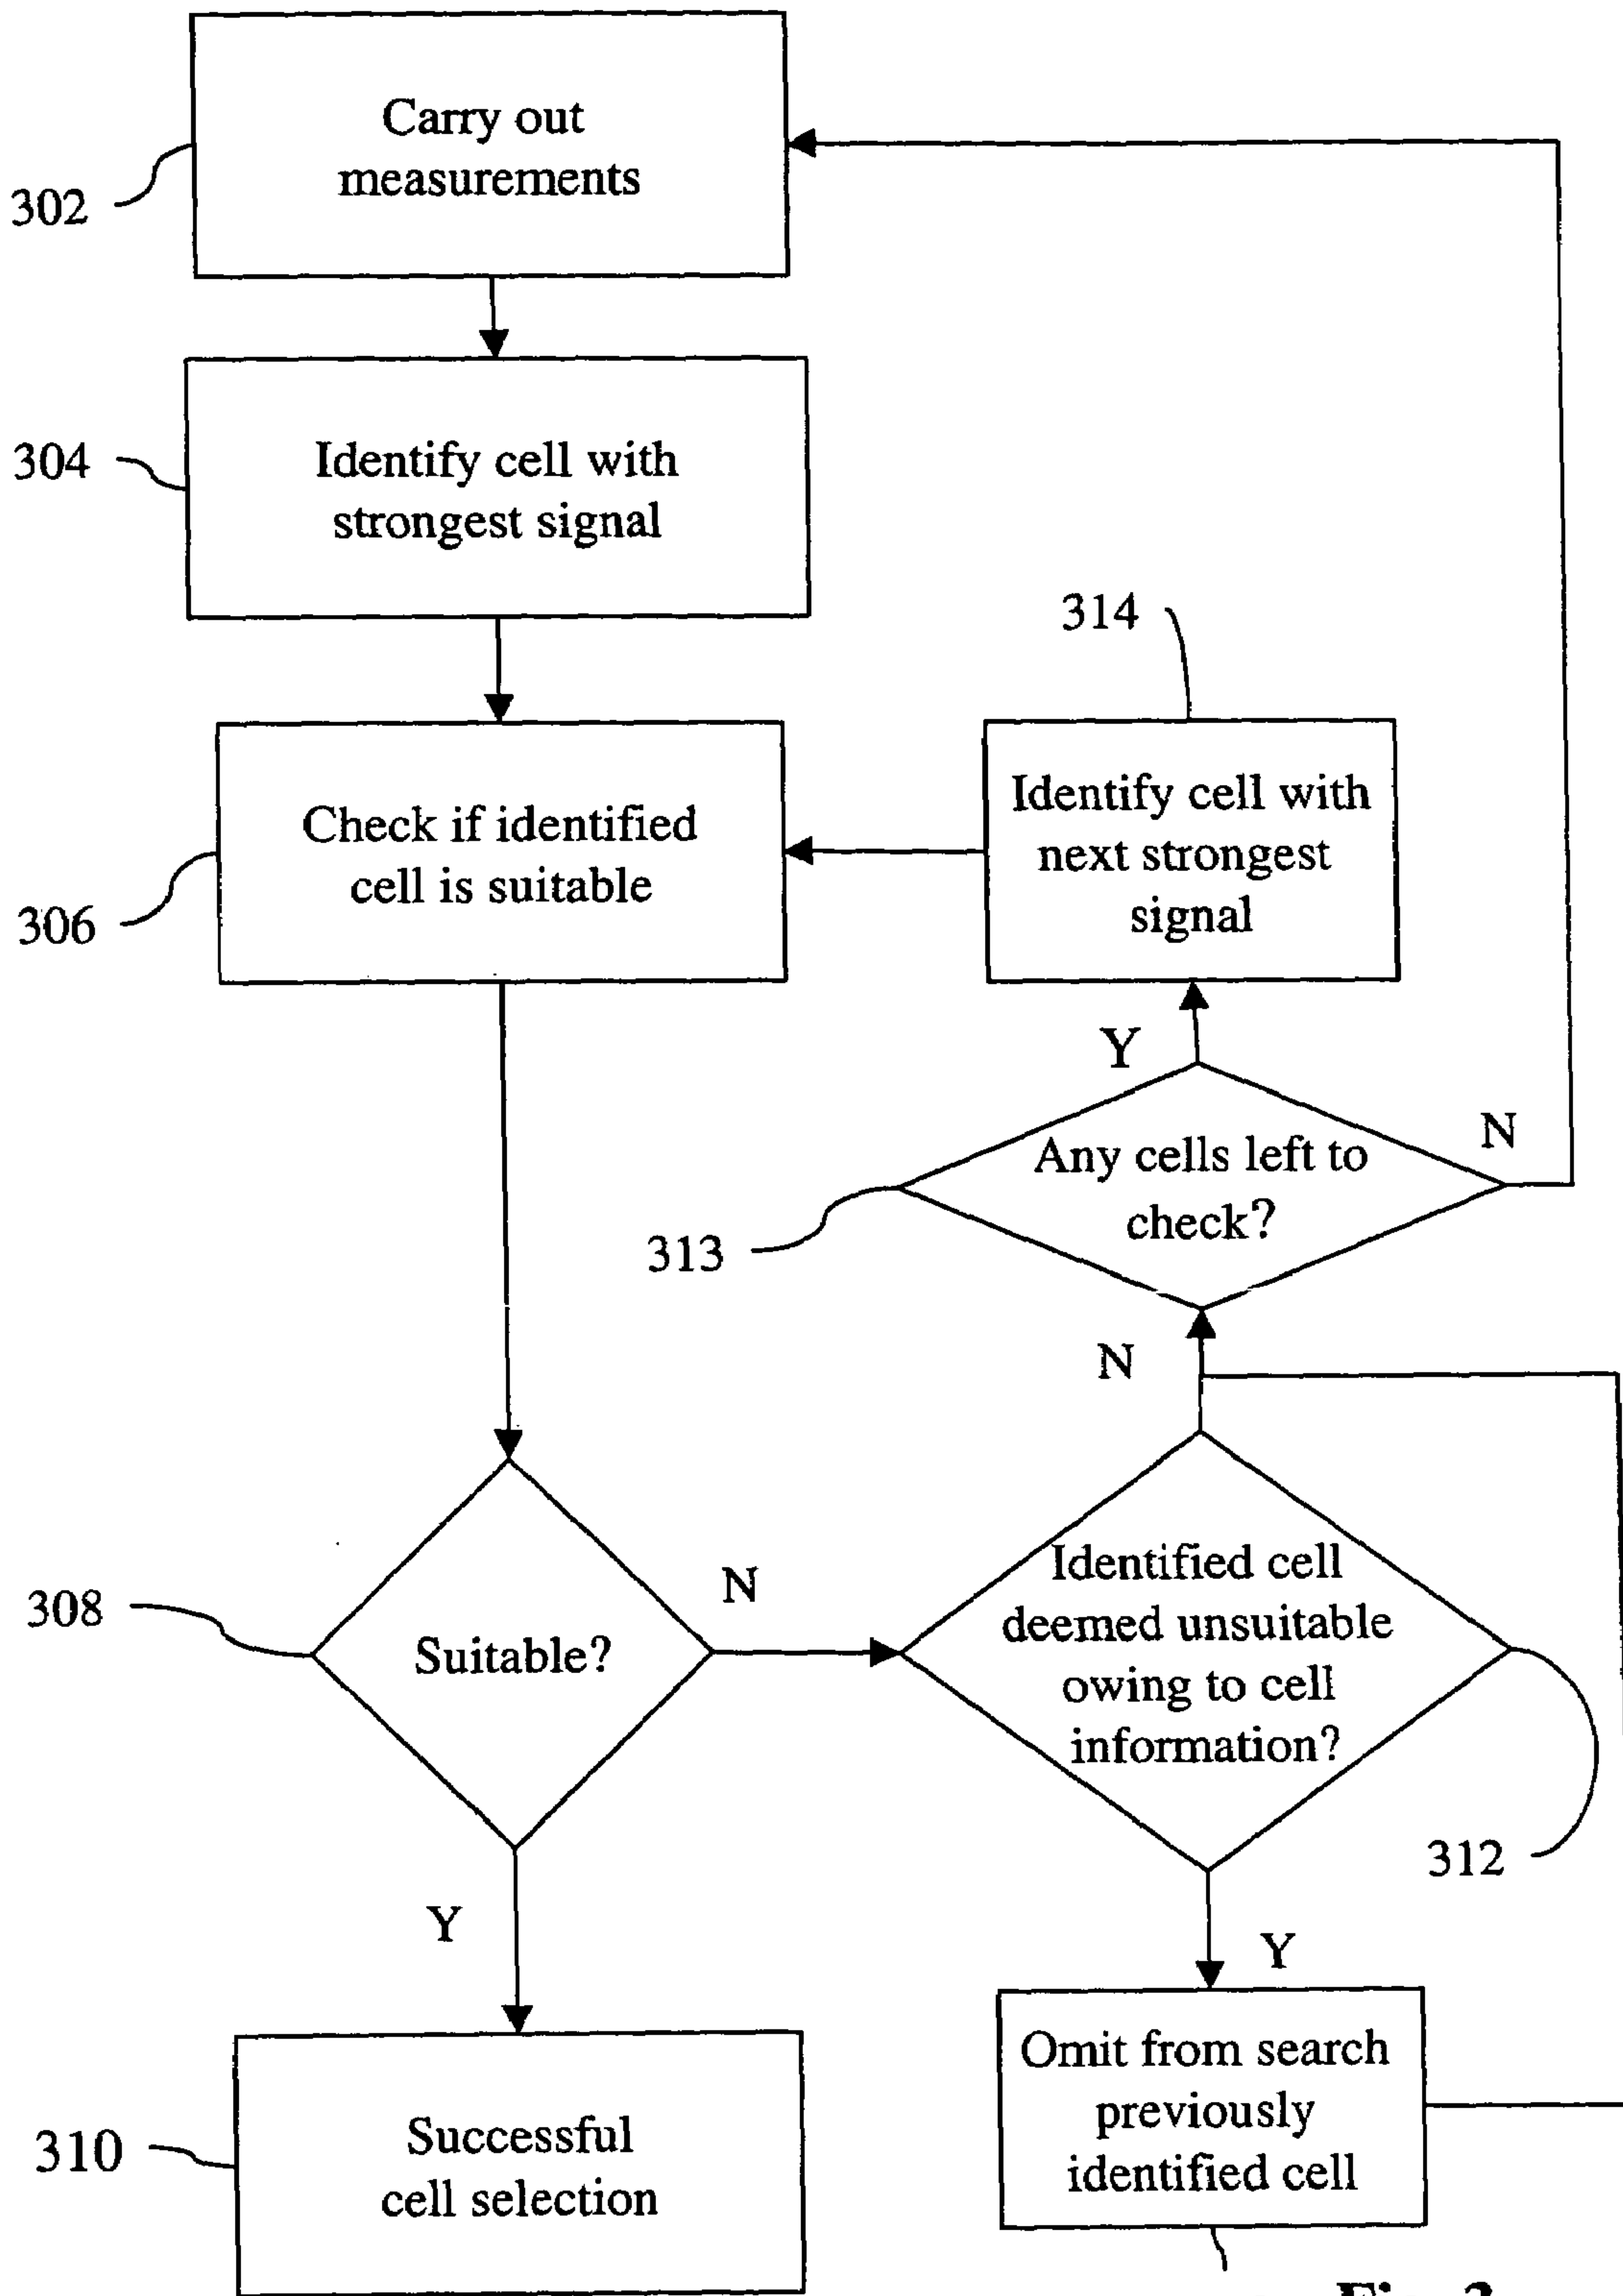 Carry out
measurements
302
304
Identify cell with
strongest signal
314
Check if identified
cell is suitable
306
Identify cell with
next strongest
signal
Y
N
Any cells left to
check?
313
N
308
Suitable?
N
Identified cell
deemed unsuitable
owing to cell
information?
312
Y
Y
310
Successful
cell selection
Omit from search
previously
identified cell